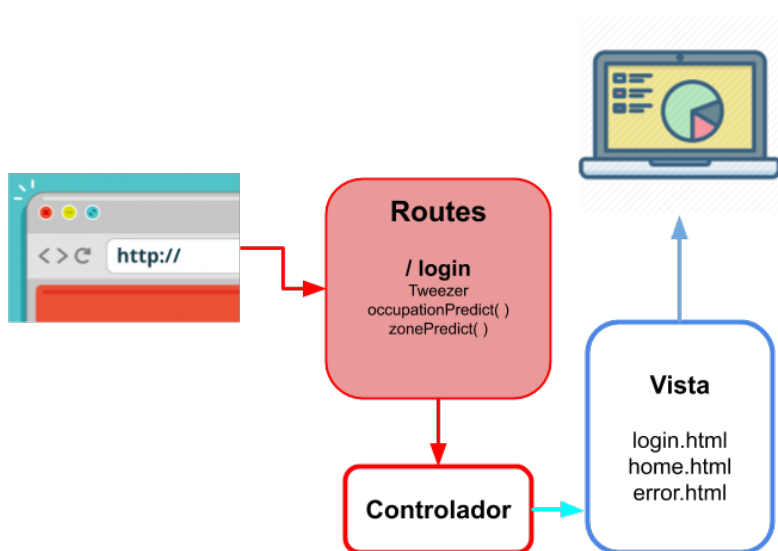 http://
Routes
/ login
Tweezer
occupationPredict( )
zonePredict( )
Controlador
Vista
login.html
home.html
error.html